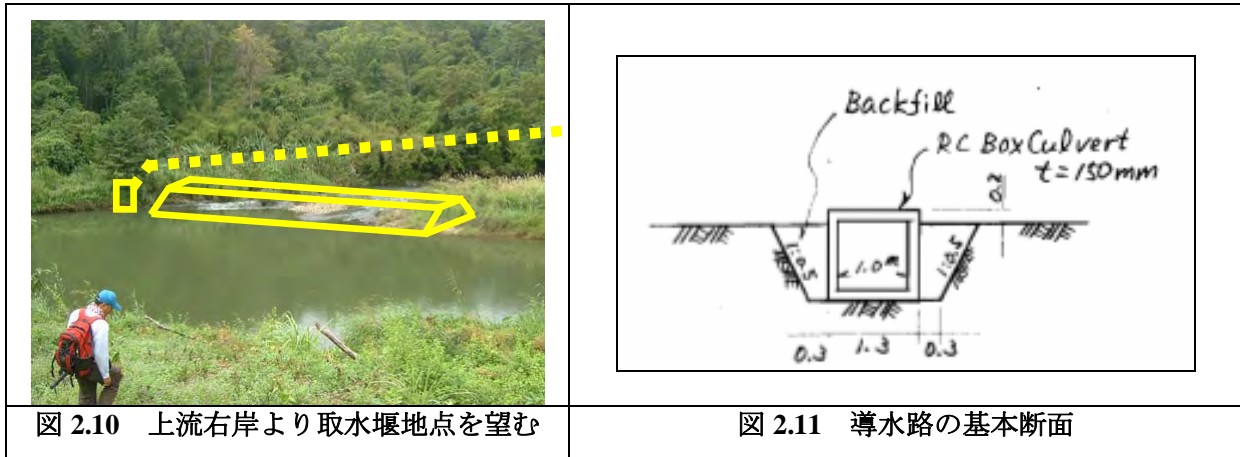 Backfill
RC Box Culvert
t=150mm
0.2
1:0.5
1.0m
1:0.5
0.3
1.3
0.3
図 2.10 上流右岸より取水堰地点を望む
図 2.11 導水路の基本断面